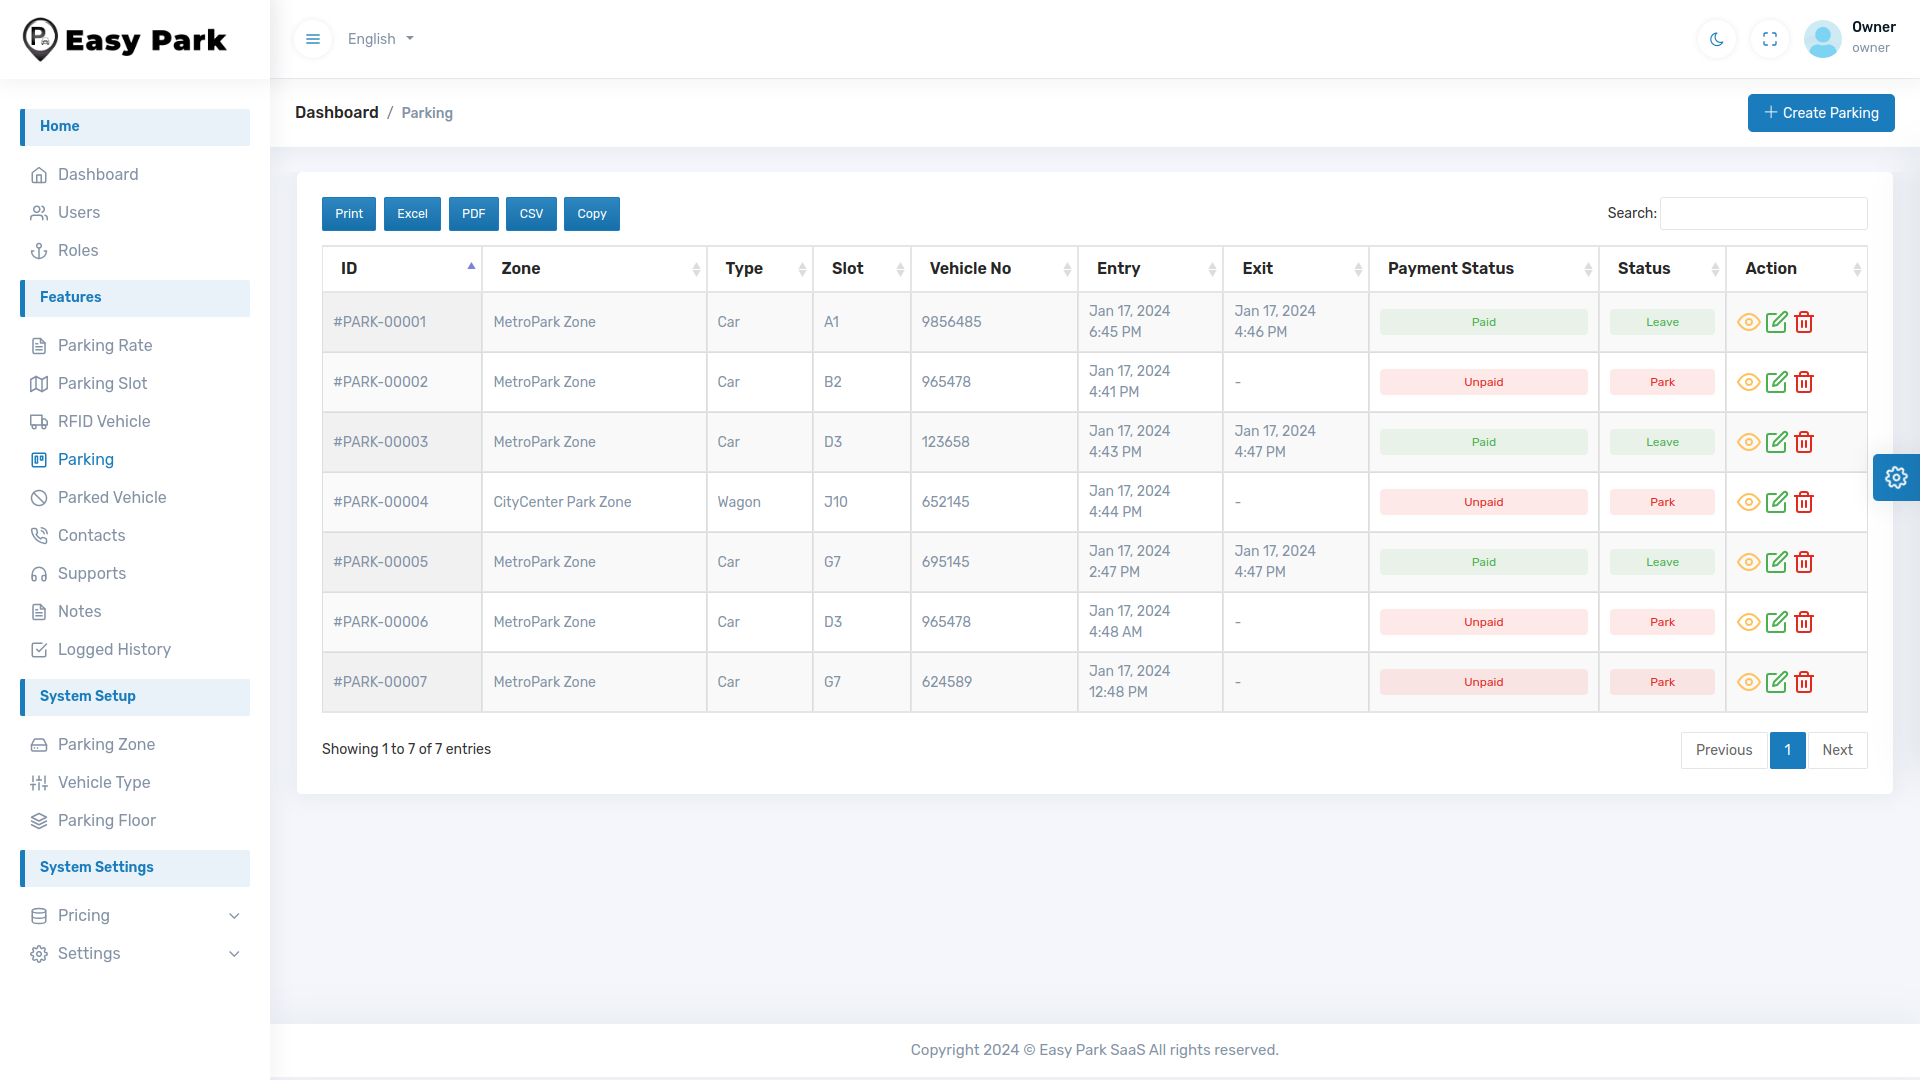 Easy Park
English
Owner
owner
Home
Dashboard
Users
Roles
Features
Parking Rate
Parking Slot
RFID Vehicle
Parking
Parked Vehicle
Contacts
Supports
Notes
Logged History
System Setup
Parking Zone
Vehicle Type
Parking Floor
System Settings
Pricing
Settings
Dashboard / Parking
Create Parking
Print Excel PDF CSV Copy
Search:
ID Zone Type Slot Vehicle No Entry Exit Payment Status Status Action
#PARK-00001 MetroPark Zone Car A1 9856485 Jan 17, 2024 6:45 PM Jan 17, 2024 4:46 PM Paid Leave
#PARK-00002 MetroPark Zone Car B2 965478 Jan 17, 2024 4:41 PM - Unpaid Park
#PARK-00003 MetroPark Zone Car D3 123658 Jan 17, 2024 4:43 PM Jan 17, 2024 4:47 PM Paid Leave
#PARK-00004 CityCenter Park Zone Wagon J10 652145 Jan 17, 2024 4:44 PM - Unpaid Park
#PARK-00005 MetroPark Zone Car G7 695145 Jan 17, 2024 2:47 PM Jan 17, 2024 4:47 PM Paid Leave
#PARK-00006 MetroPark Zone Car D3 965478 Jan 17, 2024 4:48 AM - Unpaid Park
#PARK-00007 MetroPark Zone Car G7 624589 Jan 17, 2024 12:48 PM - Unpaid Park
Showing 1 to 7 of 7 entries
Previous 1 Next
Copyright 2024 © Easy Park SaaS All rights reserved.